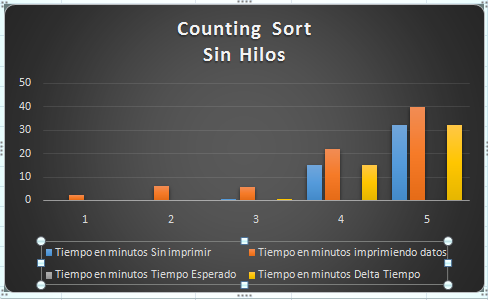 Counting Sort
Sin Hilos
50
40
30
20
10
0
1 2 3 4 5
Tiempo en minutos Sin imprimir Tiempo en minutos imprimiendo datos
Tiempo en minutos Tiempo Esperado Tiempo en minutos Delta Tiempo